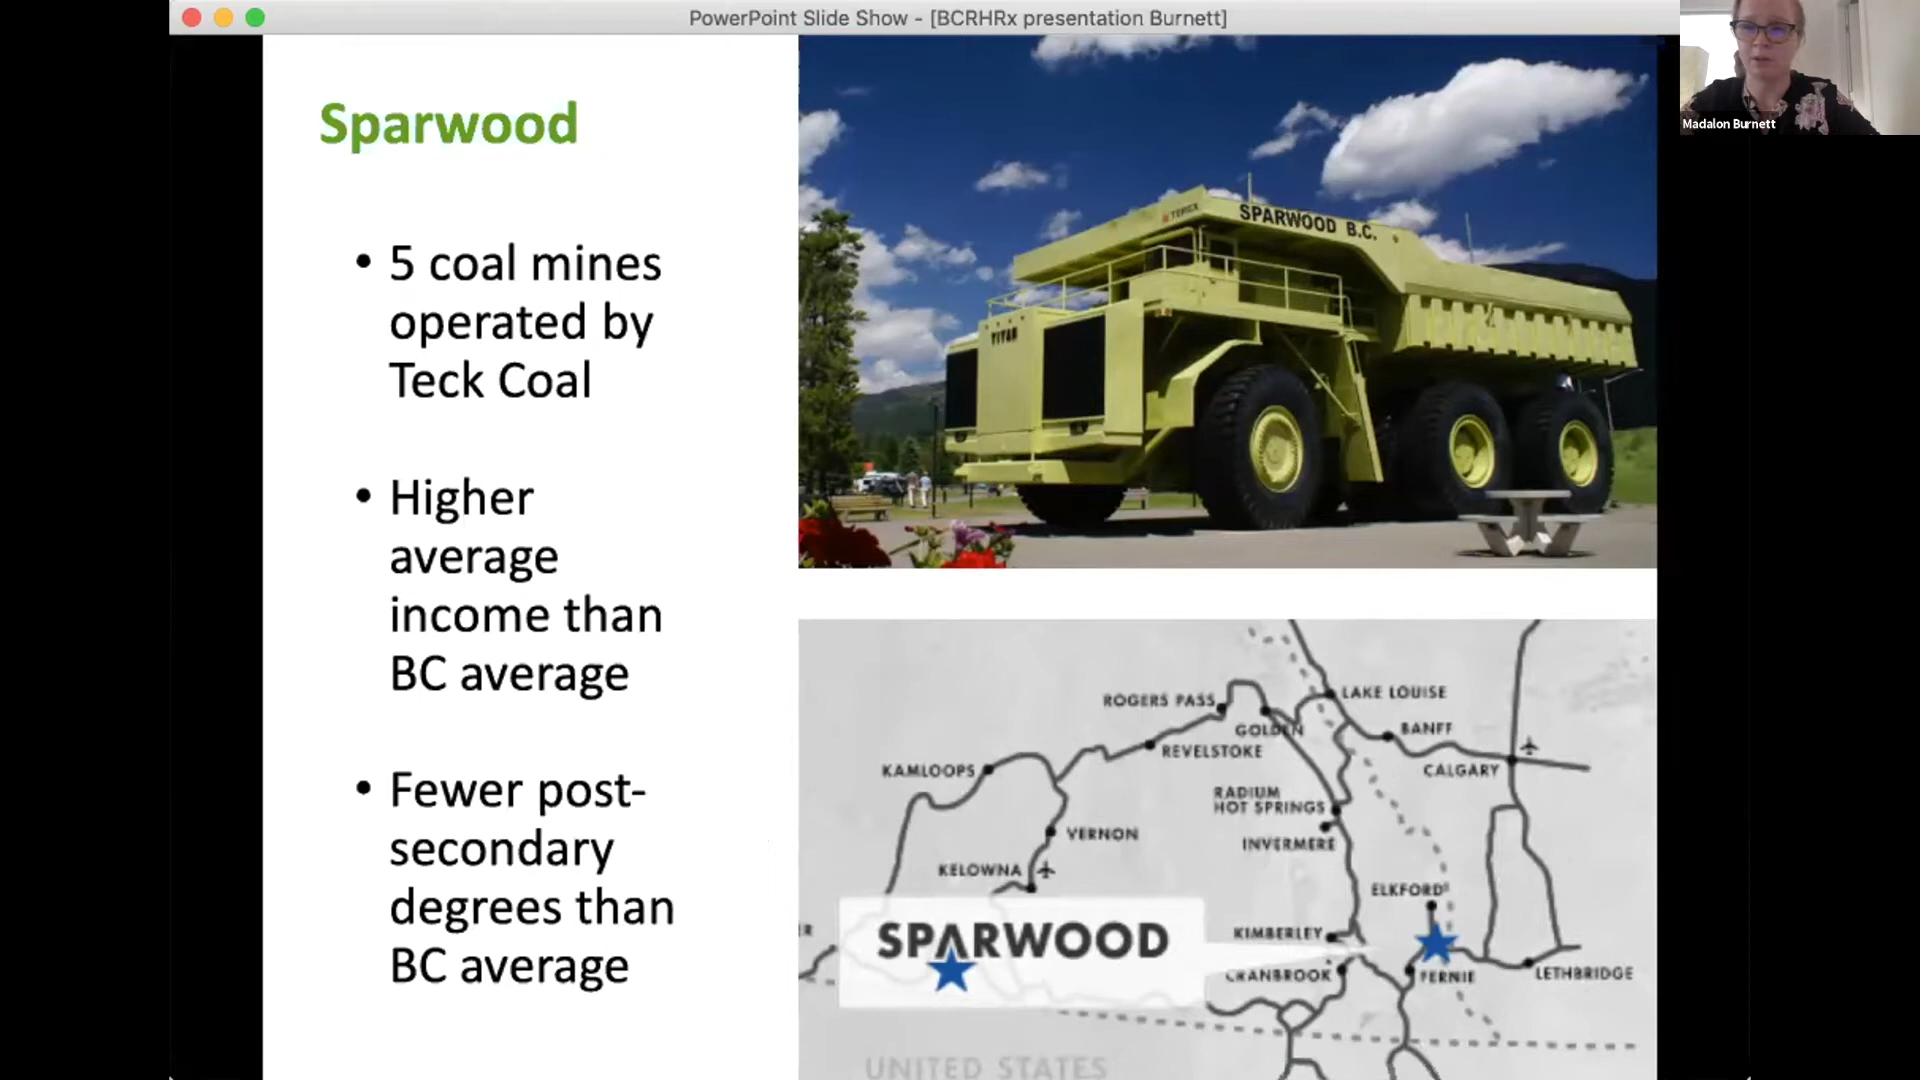 PowerPoint Slide Show - [BCRHRx presentation Burnett]
Madalon Burnett
Sparwood
• 5 coal mines
operated by
Teck Coal
• Higher
average
income than
BC average
• Fewer post-
secondary
degrees than
BC average
TEREX
SPARWOOD B.C.
TITAN
LAKE LOUISE
ROGERS PASS
GOLDEN
BANFF
REVELSTOKE
KAMLOOPS
CALGARY
RADIUM
HOT SPRINGS
VERNON
INVERMERE
KELOWNA
ELKFORD
SPARWOOD
KIMBERLEY
CRANBROOK
FERNIE
LETHBRIDGE
UNITED STATES